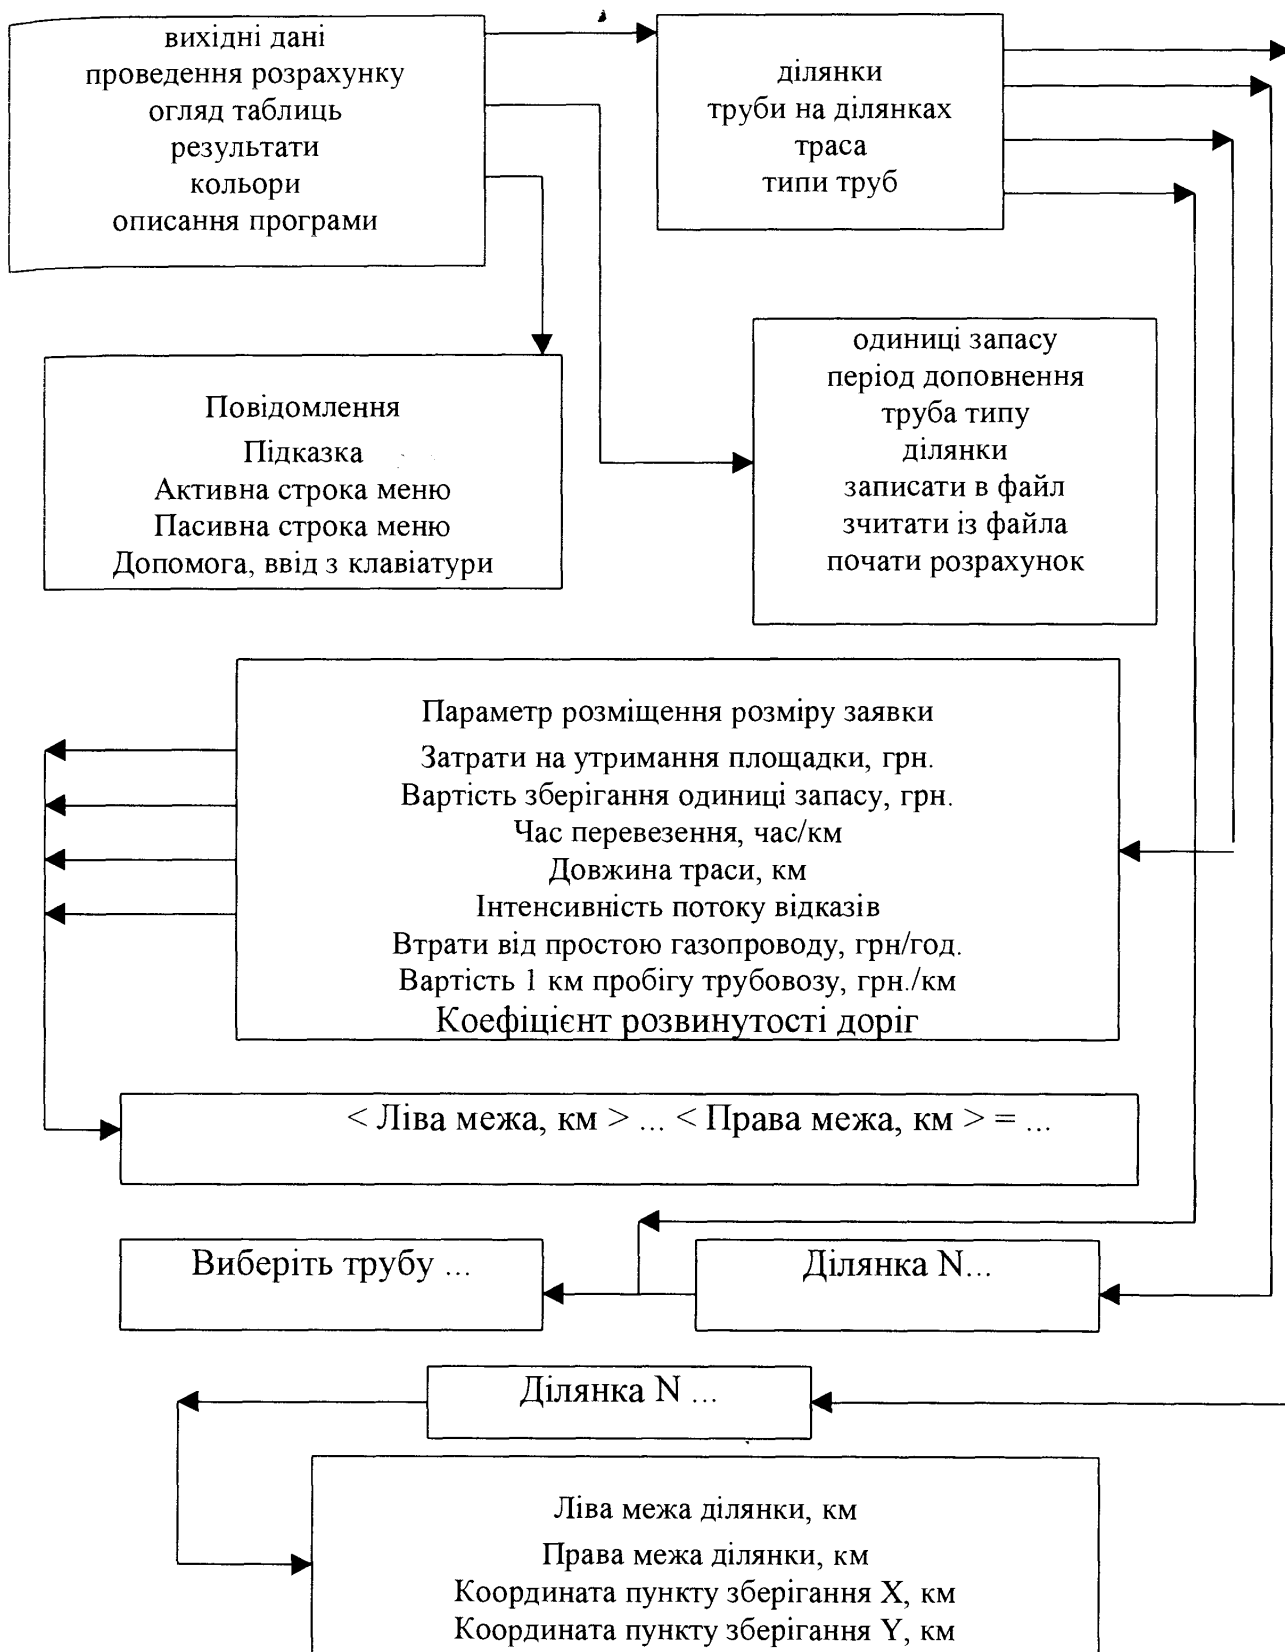 вихідні дані
проведення розрахунку
огляд таблиць
результати
кольори
описання програми
ділянки
труби на ділянках
траса
типи труб
Повідомлення
Підказка
Активна строка меню
Пасивна строка меню
Допомога, ввід з клавіатури
одиниці запасу
період доповнення
труба типу
ділянки
записати в файл
зчитати із файла
почати розрахунок
Параметр розміщення розміру заявки
Затрати на утримання площадки, грн.
Вартість зберігання одиниці запасу, грн.
Час перевезення, час/км
Довжина траси, км
Інтенсивність потоку відказів
Втрати від простою газопроводу, грн/год.
Вартість 1 км пробігу трубовозу, грн./км
Коефіцієнт розвинутості доріг
< Ліва межа, км > ... < Права межа, км > = ...
Виберіть трубу ...
Ділянка N...
Ділянка N ...
Ліва межа ділянки, км
Права межа ділянки, км
Координата пункту зберігання X, км
Координата пункту зберігання Y, км